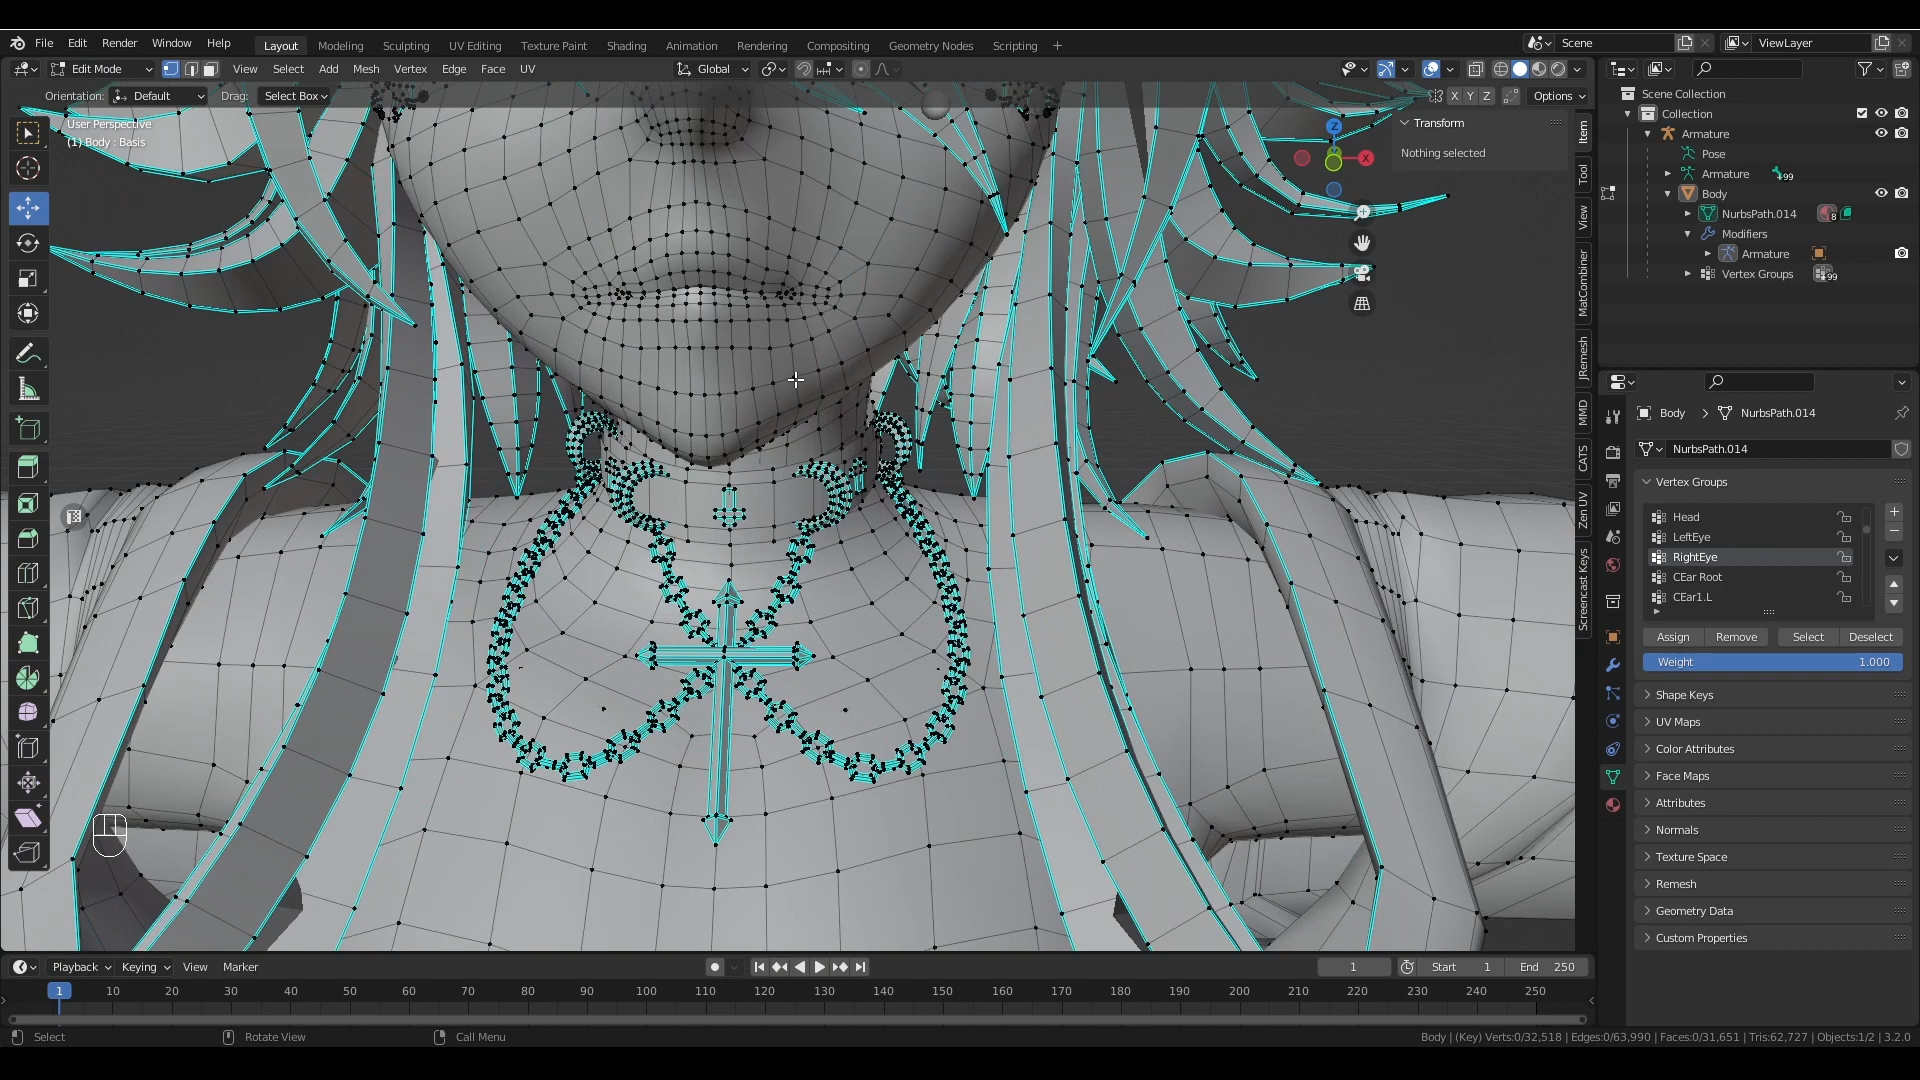 File Edit Render Window Help Layout Modeling Sculpting UV Editing Texture Paint Shading Animation Rendering Compositing Geometry Nodes Scripting + Scene ViewLayer
Edit Mode View Select Add Mesh Vertex Edge Face UV Global
Orientation: Default Drag: Select Box X Y Z Options
User Perspective
(1) Body : Basis
Transform
Nothing selected
Z
X
Y
Item
Tool
View
MatCombiner
JRemesh
MMD
CATS
Zen UV
Screencast Keys
Scene Collection
Collection
Armature
Pose
Armature +99
Body
NurbsPath.014 8
Modifiers
Armature
Vertex Groups +99
Body > NurbsPath.014
NurbsPath.014
Vertex Groups
Head
LeftEye
RightEye
CEar Root
CEar1.L
Assign Remove Select Deselect
Weight 1.000
Shape Keys
UV Maps
Color Attributes
Face Maps
Attributes
Normals
Texture Space
Remesh
Geometry Data
Custom Properties
Playback Keying View Marker 1 Start 1 End 250
1 10 20 30 40 50 60 70 80 90 100 110 120 130 140 150 160 170 180 190 200 210 220 230 240 250
Select Rotate View Call Menu Body | (Key) Verts:0/32,518 | Edges:0/63,990 | Faces:0/31,651 | Tris:62,727 | Objects:1/2 | 3.2.0